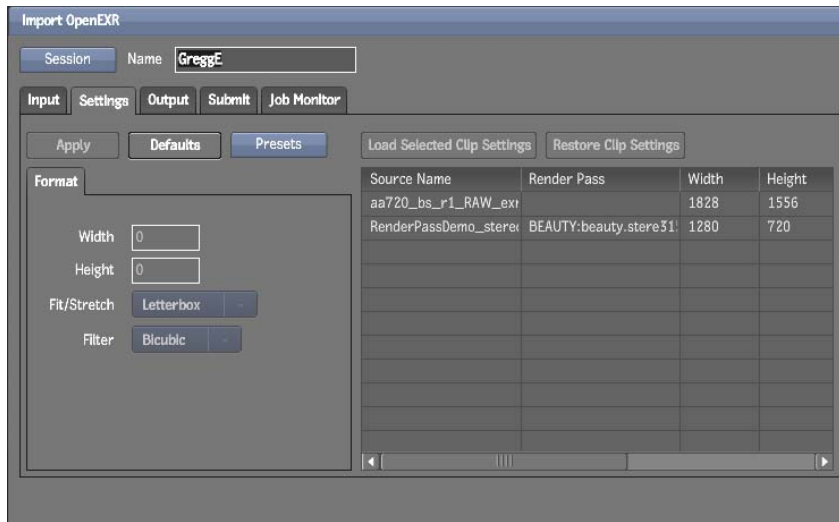 Import OpenEXR
Session Name GreggE
Input Settings Output Submit Job Monitor
Apply Defaults Presets Load Selected Clip Settings Restore Clip Settings
Format
Source Name Render Pass Width Height
aa720_bs_r1_RAW_exr 1828 1556
RenderPassDemo_stereo BEAUTY:beauty.stere315 1280 720
Width 0
Height 0
Fit/Stretch Letterbox
Filter Bicubic